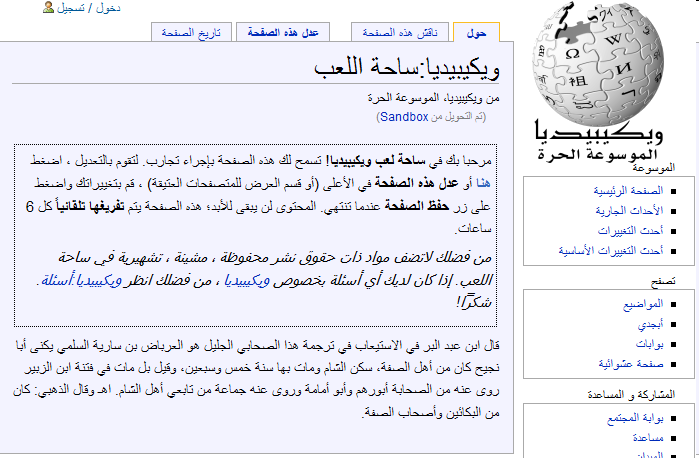 دخول / تسجيل
حول
ناقش هذه الصفحة
عدل هذه الصفحة
تاريخ الصفحة
ويكيبيديا:ساحة اللعب
من ويكيبيديا، الموسوعة الحرة
(تم التحويل من Sandbox)
مرحبا بك في ساحة لعب ويكيبيديا! تسمح لك هذه الصفحة بإجراء تجارب. لتقوم بالتعديل ، اضغط
هنا أو عدل هذه الصفحة في الأعلى (أو قسم العرض للمتصفحات العتيقة) ، قم بتغييراتك واضغط
على زر حفظ الصفحة عندما تنتهي. المحتوى لن يبقى للأبد؛ هذه الصفحة يتم تفريغها تلقائياً كل 6
ساعات.
من فضلك لاتضف مواد ذات حقوق نشر محفوظة ، مشينة ، تشهيرية في ساحة
اللعب. إذا كان لديك أي أسئلة بخصوص ويكيبيديا ، من فضلك انظر ويكيبيديا:أسئلة.
شكرًا!
قال ابن عبد البر في الاستيعاب في ترجمة هذا الصحابي الجليل هو العرباض بن سارية السلمي يكنى أبا
نجيح كان من أهل الصفة، سكن الشام ومات بها سنة خمس وسبعين، وقيل بل مات في فتنة ابن الزبير
روى عنه من الصحابة أبورهم وأبو أمامة وروى عنه جماعة من تابعي أهل الشام. اهـ وقال الذهبي: كان
من البكائين وأصحاب الصفة.
ويكيبيديا
الموسوعة الحرة
الموسوعة
الصفحة الرئيسية
الأحداث الجارية
أحدث التغييرات
أحدث التغييرات الأساسية
تصفح
المواضيع
أبجدي
بوابات
صفحة عشوائية
المشاركة و المساعدة
بوابة المجتمع
مساعدة
الميدان